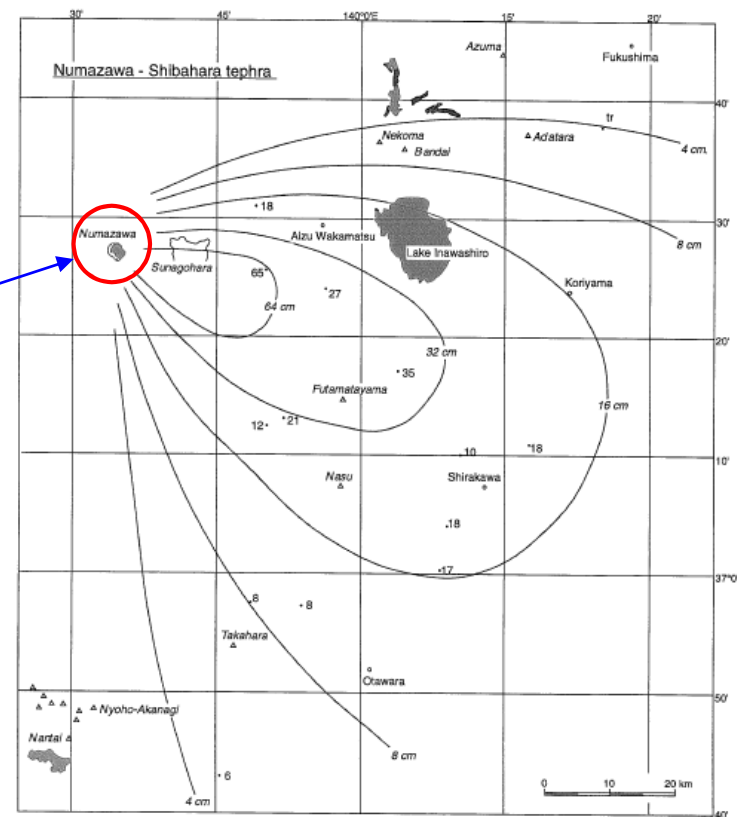 30'
45'
140°0'E
15'
20'
Azuma
Fukushima
Numazawa - Shibahara tephra
40'
tr
Nekoma
Adatara
Bandai
4 cm.
18
30'
Numazawa
Aizu Wakamatsu
8 cm
Sunagohara
Lake Inawashiro
65
27
Koriyama
64 cm
20'
32 cm
35
Futamatayama
16 cm
12
21
10
18
10'
Nasu
Shirakawa
18
17
37°0
8
8
Takahara
Otawara
50'
Nyoho-Akanagi
Nantai
8 cm
6
0 10 20 km
4 cm
40'